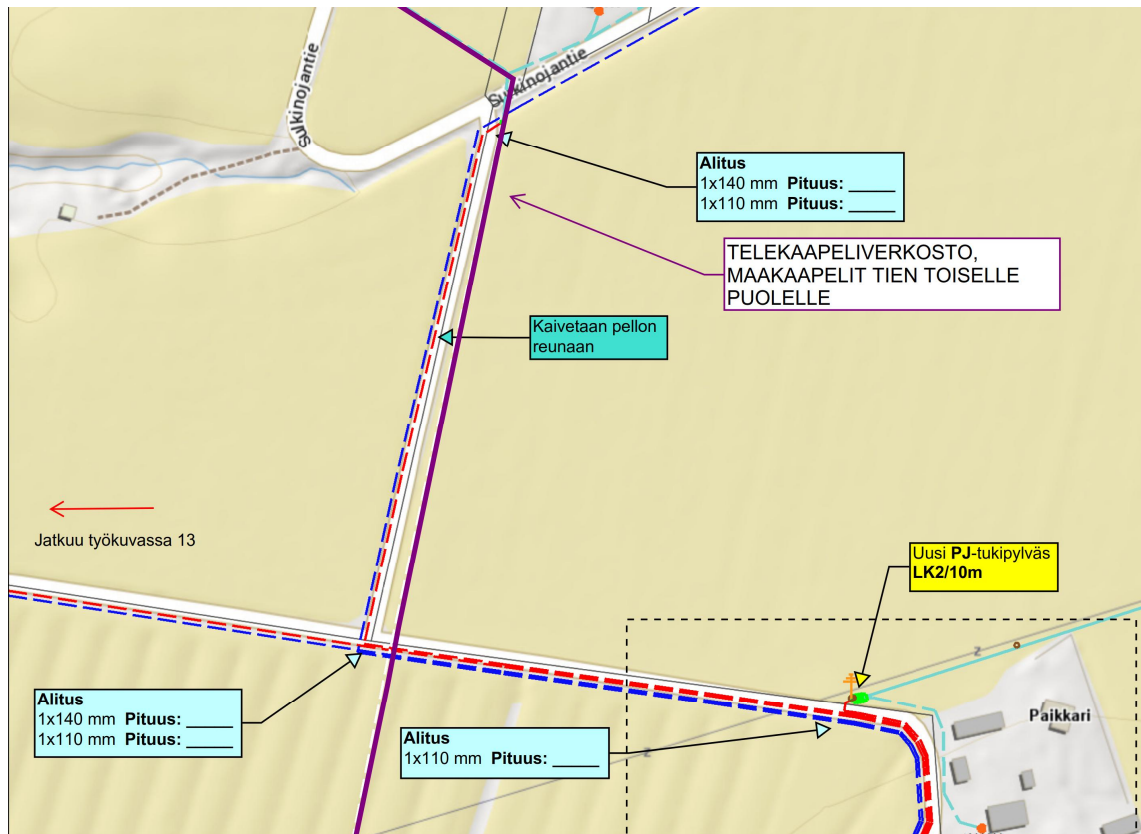 Sulkinojantie
Sulkinojantie
Alitus
1x140 mm Pituus: _____
1x110 mm Pituus: _____
TELEKAAPELIVERKOSTO,
MAAKAAPELIT TIEN TOISELLE
PUOLELLE
Kaivetaan pellon
reunaan
Jatkuu työkuvassa 13
Uusi PJ-tukipylväs
LK2/10m
z
Paikkari
Alitus
1x140 mm Pituus: _____
1x110 mm Pituus: _____
Alitus
1x110 mm Pituus: _____
z